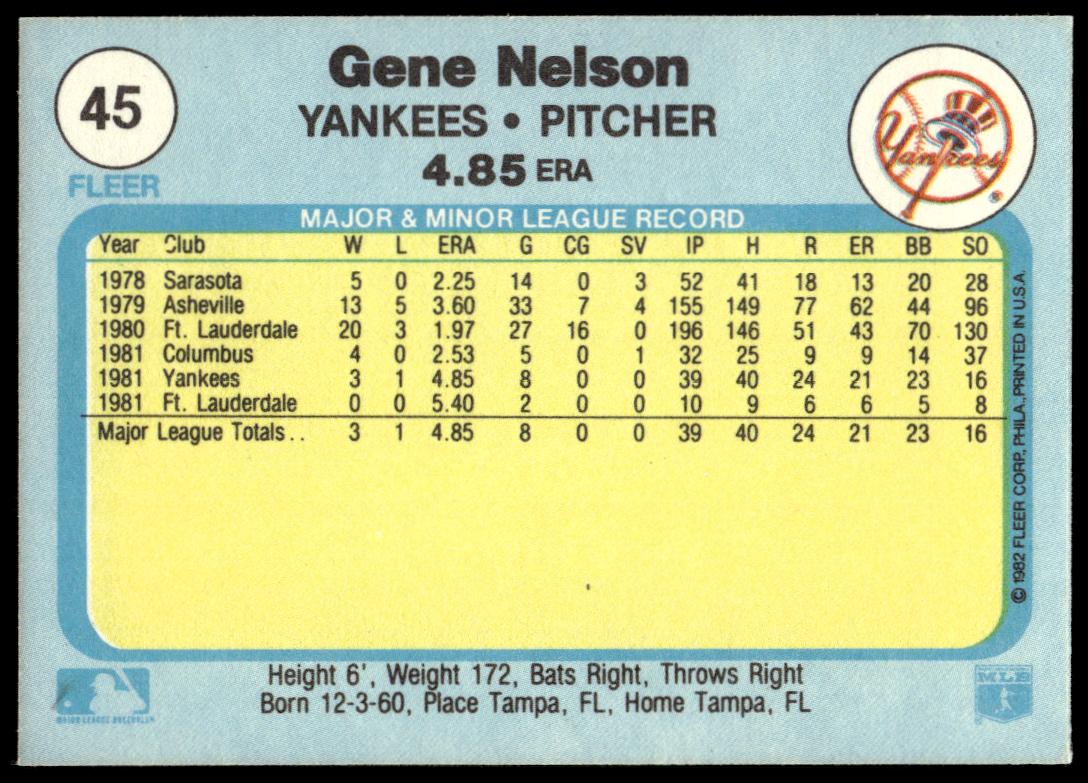 45
FLEER
Gene Nelson
YANKEES • PITCHER
4.85 ERA
Yankees
MAJOR & MINOR LEAGUE RECORD
Year Club W L ERA G CG SV IP H R ER BB SO
1978 Sarasota 5 0 2.25 14 0 3 52 41 18 13 20 28
1979 Asheville 13 5 3.60 33 7 4 155 149 77 62 44 96
1980 Ft. Lauderdale 20 3 1.97 27 16 0 196 146 51 43 70 130
1981 Columbus 4 0 2.53 5 0 1 32 25 9 9 14 37
1981 Yankees 3 1 4.85 8 0 0 39 40 24 21 23 16
1981 Ft. Lauderdale 0 0 5.40 2 0 0 10 9 6 6 5 8
Major League Totals.. 3 1 4.85 8 0 0 39 40 24 21 23 16
© 1982 FLEER CORP., PHILA., PRINTED IN U.S.A.
Height 6', Weight 172, Bats Right, Throws Right
Born 12-3-60, Place Tampa, FL, Home Tampa, FL
MAJOR LEAGUE BASEBALL
MLB